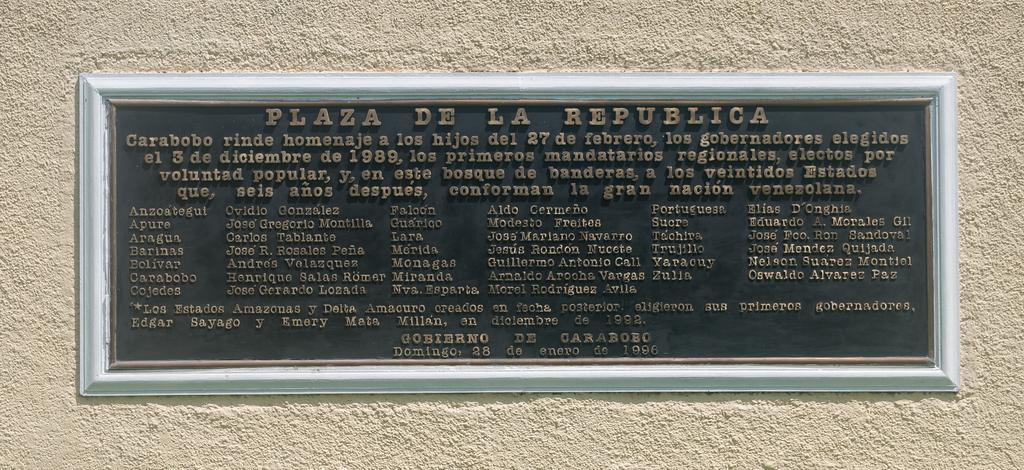 PLAZA DE LA REPUBLICA
Carabobo rinde homenaje a los hijos del 27 de febrero, los gobernadores elegidos
el 3 de diciembre de 1989, los primeros mandatarios regionales, electos por
voluntad popular, y, en este bosque de banderas, a los veintidos Estados
que, seis años después, conforman la gran nación venezolana.
Anzoategui Ovidio González Falcón Aldo Cermeño Portuguesa Elías D'Onghia
Apure José Gregorio Montilla Guárico Modesto Freites Sucre Eduardo A. Morales Gil
Aragua Carlos Tablante Lara José Mariano Navarro Táchira José Fco. Ron Sandoval
Barinas José R. Rosales Peña Mérida Jesús Rondón Nucete Trujillo José Mendez Quijada
Bolívar Andrés Velazquez Monagas Guillermo Antonio Call Yaracuy Nelson Suárez Montiel
Carabobo Henrique Salas Römer Miranda Arnaldo Arocha Vargas Zulia Oswaldo Alvarez Paz
Cojedes José Gerardo Lozada Nva. Esparta Morel Rodríguez Avila
*Los Estados Amazonas y Delta Amacuro creados en fecha posterior, eligieron sus primeros gobernadores,
Edgar Sayago y Emery Mata Millán, en diciembre de 1992.
GOBIERNO DE CARABOBO
Domingo, 28 de enero de 1996